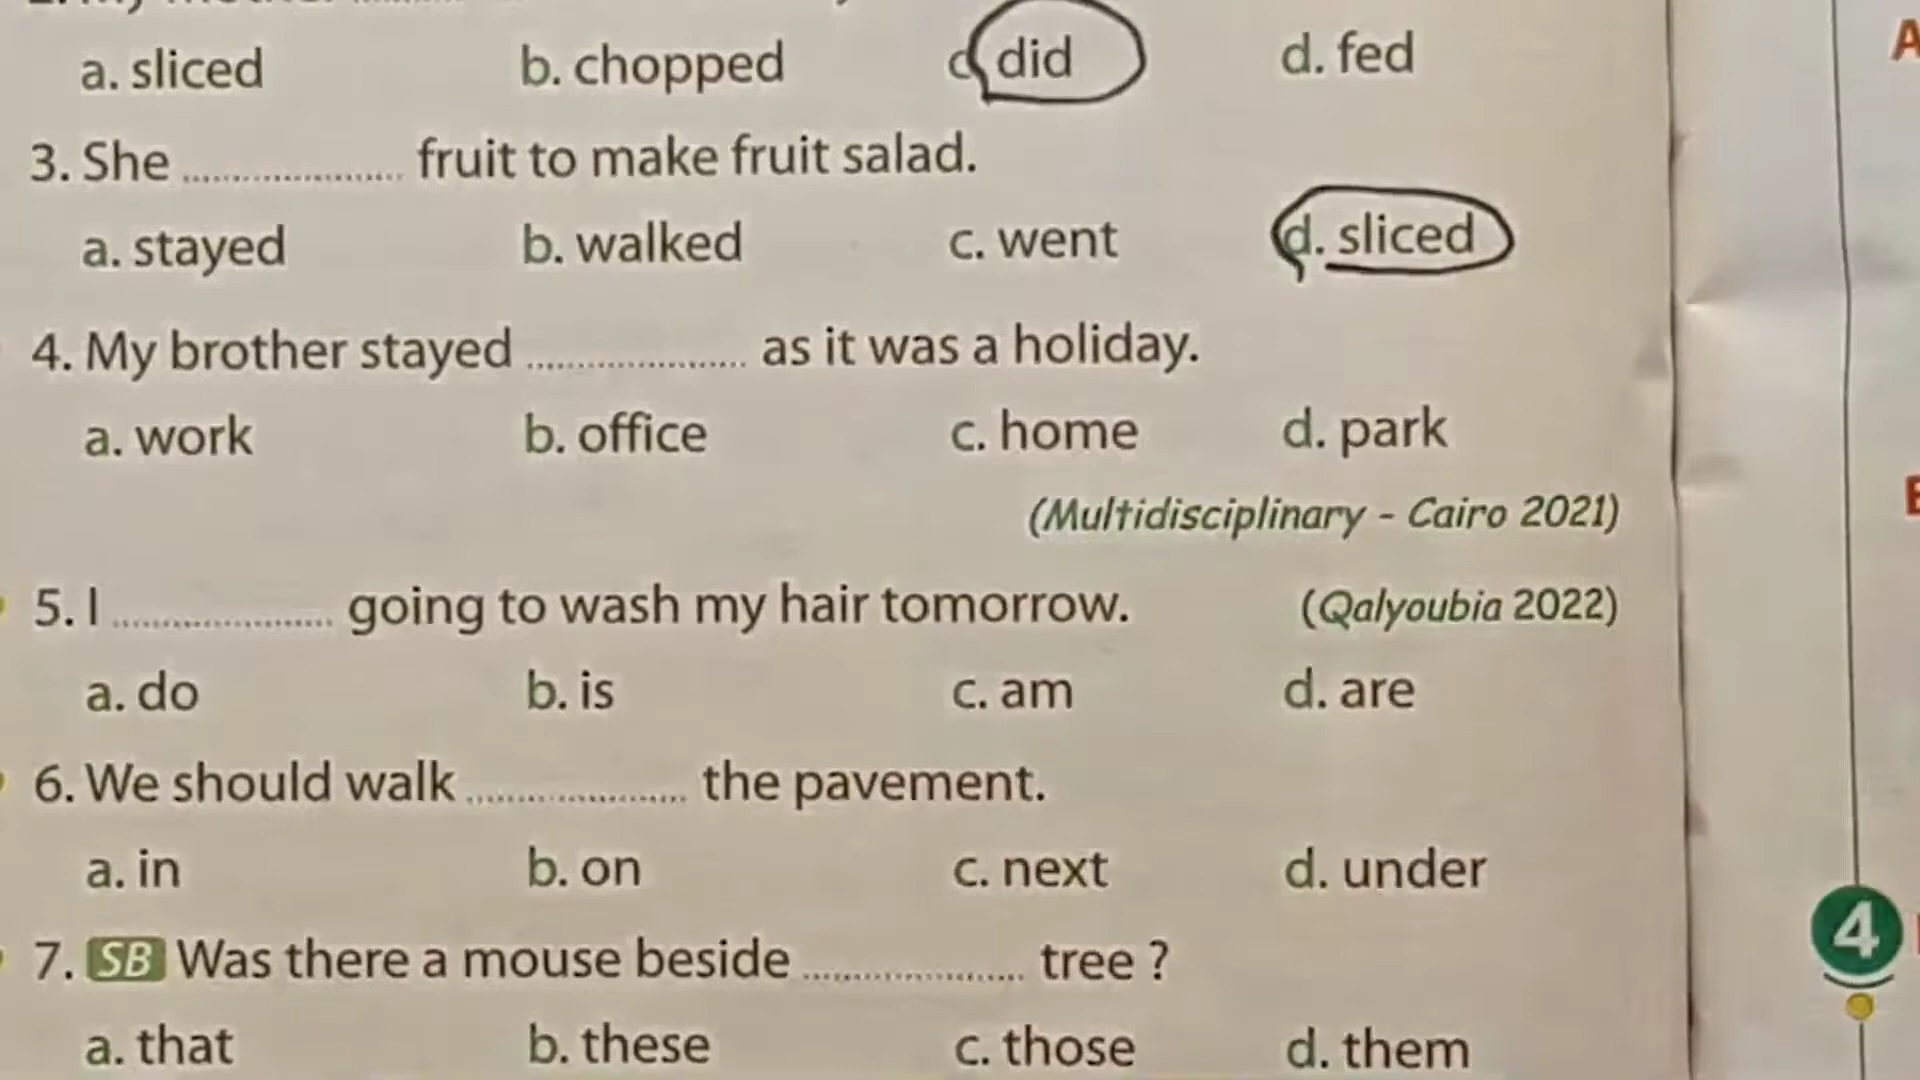 a. sliced b. chopped c. did d. fed
3. She .................... fruit to make fruit salad.
a. stayed b. walked c. went d. sliced
4. My brother stayed .................... as it was a holiday.
a. work b. office c. home d. park
(Multidisciplinary - Cairo 2021)
5. I .................... going to wash my hair tomorrow. (Qalyoubia 2022)
a. do b. is c. am d. are
6. We should walk .................... the pavement.
a. in b. on c. next d. under
7. SB Was there a mouse beside .................... tree ?
a. that b. these c. those d. them
A
4